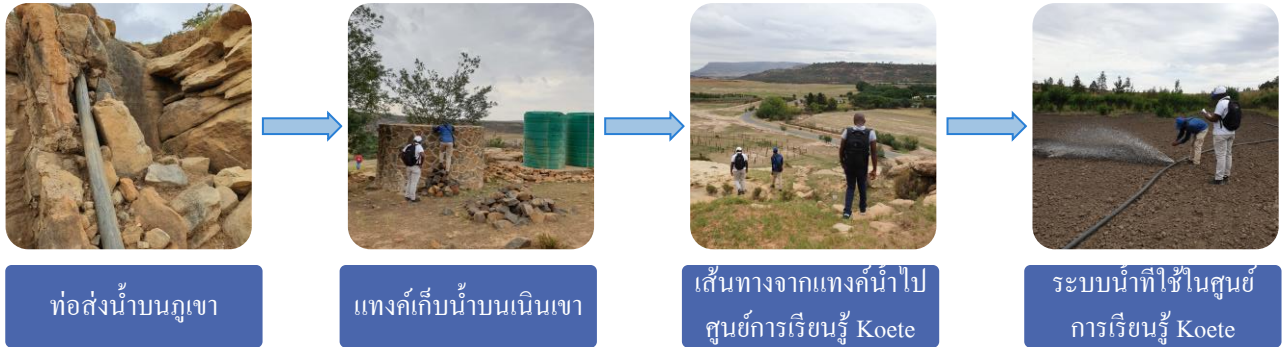 ท่อส่งน้ำบนภูเขา
แทงค์เก็บน้ำบนเนินเขา
เส้นทางจากแทงค์น้ำไป
ศูนย์การเรียนรู้ Koete
ระบบน้ำที่ใช้ในศูนย์
การเรียนรู้ Koete